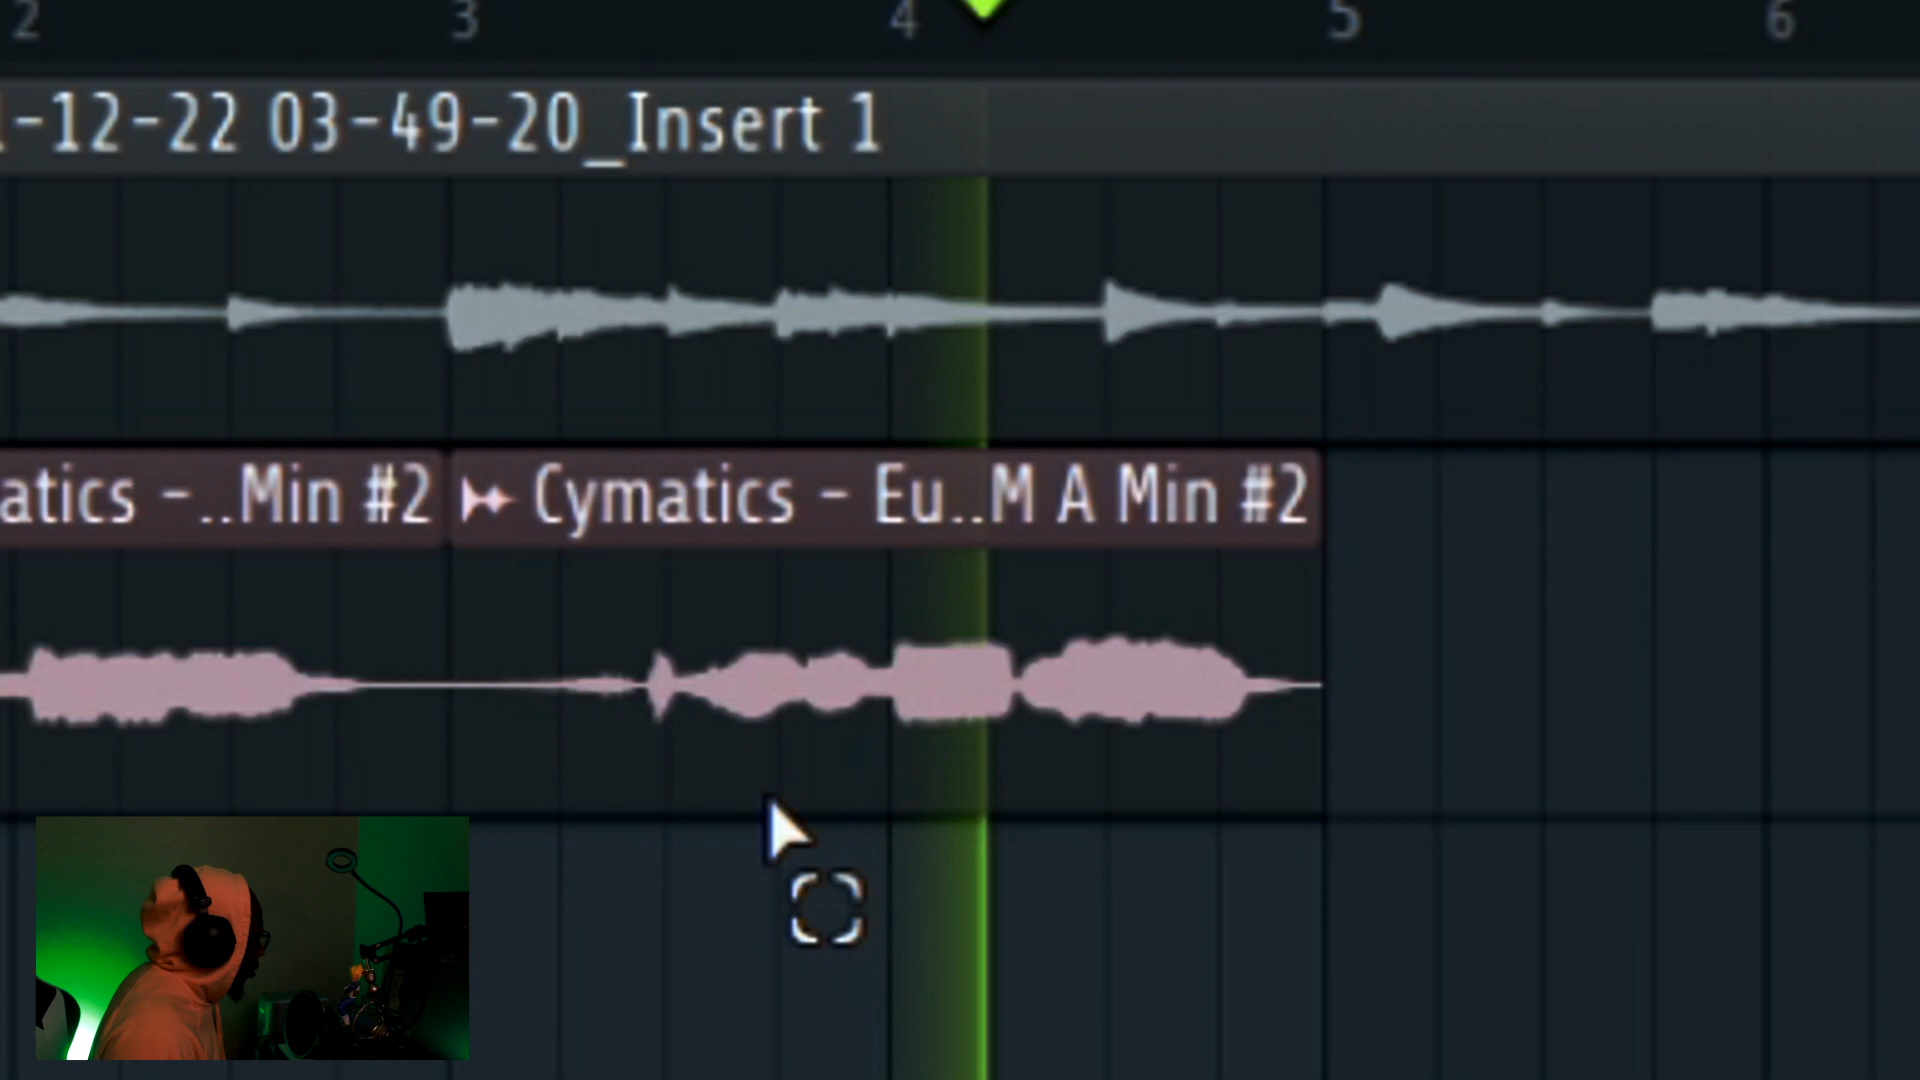 2 3 4 5 6
-12-22 03-49-20_Insert 1
atics -..Min #2 Cymatics - Eu..M A Min #2